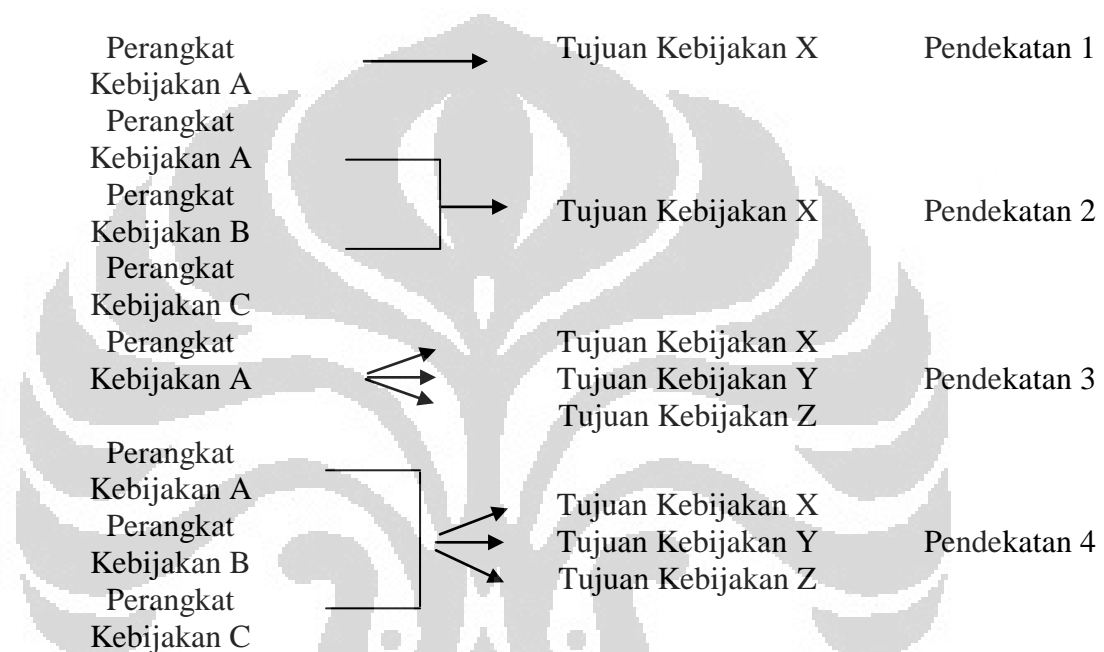 Perangkat Tujuan Kebijakan X Pendekatan 1
Kebijakan A
Perangkat
Kebijakan A
Perangkat
Tujuan Kebijakan X Pendekatan 2
Kebijakan B
Perangkat
Kebijakan C
Perangkat Tujuan Kebijakan X
Kebijakan A Tujuan Kebijakan Y Pendekatan 3
Tujuan Kebijakan Z
Perangkat
Kebijakan A
Tujuan Kebijakan X
Perangkat
Tujuan Kebijakan Y Pendekatan 4
Kebijakan B
Tujuan Kebijakan Z
Perangkat
Kebijakan C